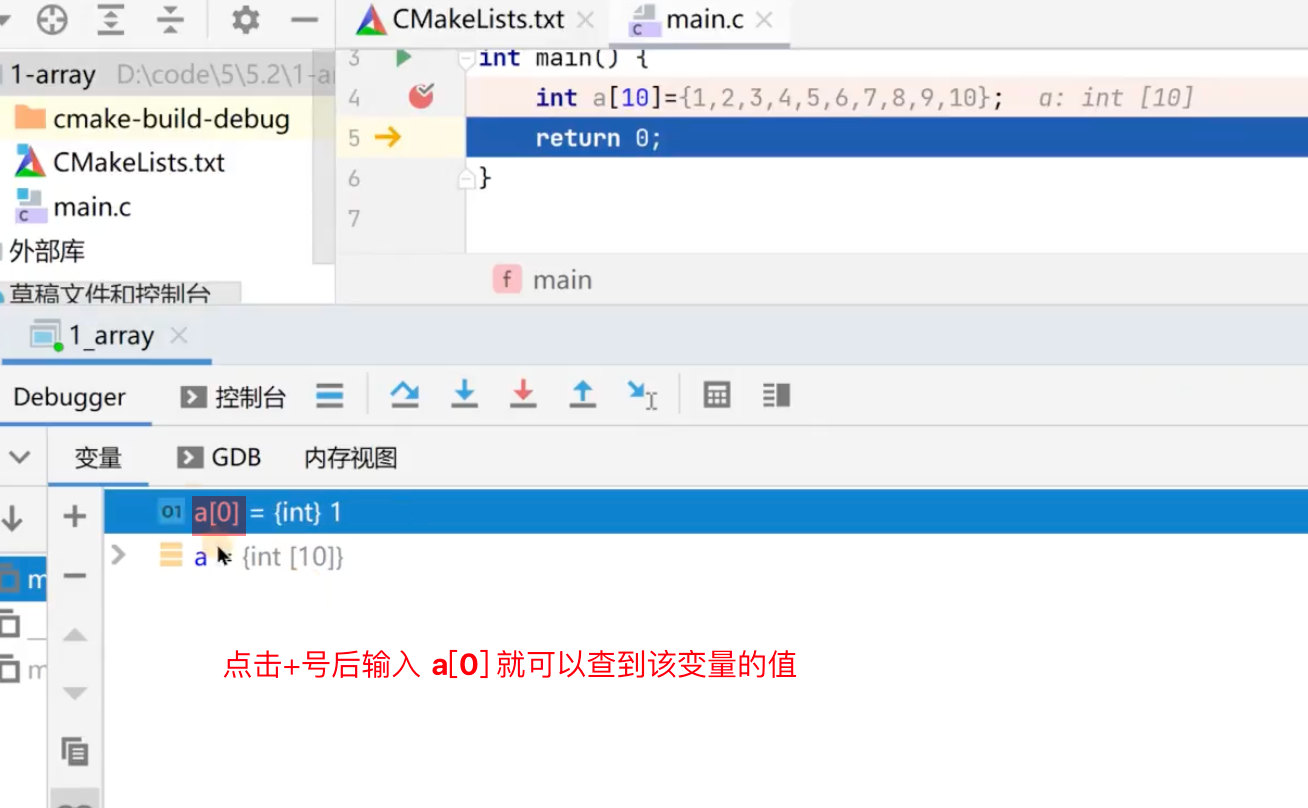 CMakeLists.txt
main.c
1-array D:\code\5\5.2\1-a
cmake-build-debug
CMakeLists.txt
main.c
外部库
草稿文件和控制台
3 int main() {
4 int a[10]={1,2,3,4,5,6,7,8,9,10}; a: int [10]
5 return 0;
6 }
7
f main
1_array
Debugger 控制台
变量 GDB 内存视图
01 a[0] = {int} 1
a {int [10]}
点击+号后输入 a[0] 就可以查到该变量的值